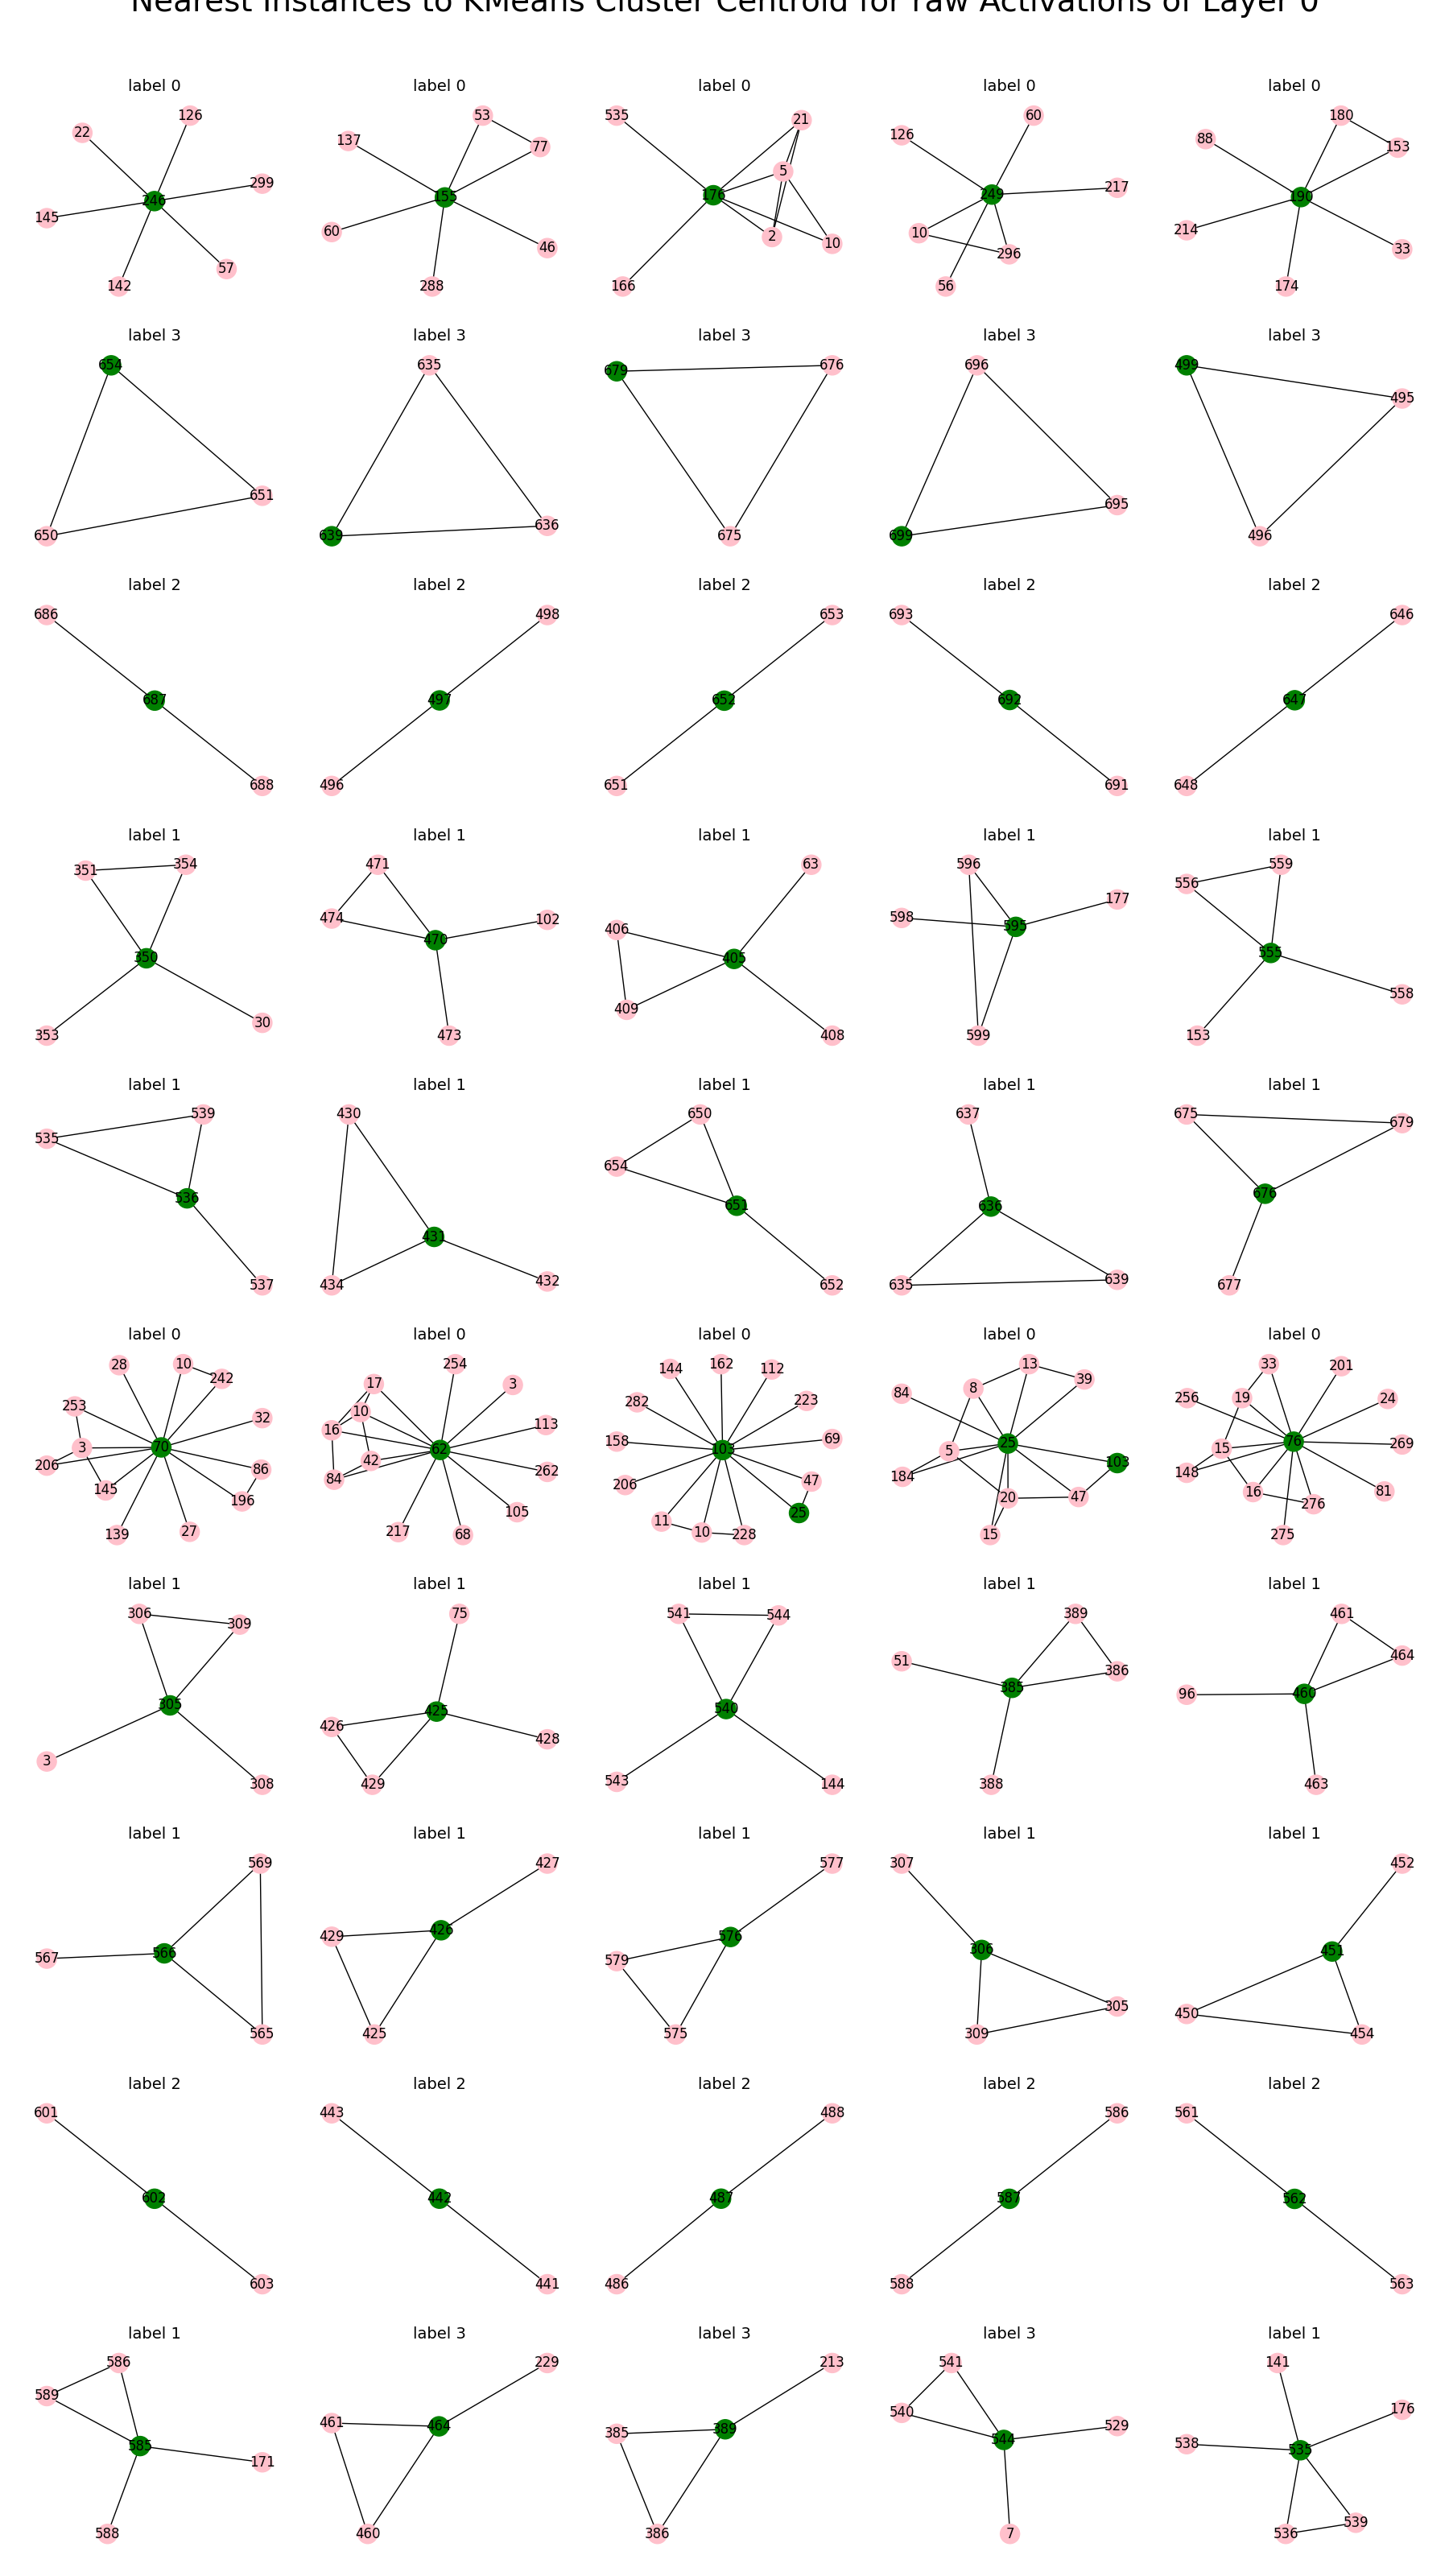 Nearest Instances to KMeans Cluster Centroid for raw Activations of Layer 0
label 0 label 0 label 0 label 0 label 0
126 22 299 246 145 57 142
53 137 77 155 60 46 288
535 21 5 176 2 10 166
60 126 217 249 10 296 56
180 88 153 190 214 33 174
label 3 label 3 label 3 label 3 label 3
654 651 650
635 636 639
679 676 675
696 695 699
499 495 496
label 2 label 2 label 2 label 2 label 2
686 687 688
498 497 496
653 652 651
693 692 691
646 647 648
label 1 label 1 label 1 label 1 label 1
351 354 350 353 30
471 474 102 470 473
63 406 405 409 408
596 598 177 595 599
559 556 555 558 153
label 1 label 1 label 1 label 1 label 1
539 535 536 537
430 431 434 432
650 654 651 652
637 636 635 639
675 679 676 677
label 0 label 0 label 0 label 0 label 0
28 10 242 253 32 3 70 206 86 145 196 139 27
254 17 3 10 16 113 62 42 84 262 105 217 68
144 162 112 282 223 158 69 103 206 47 11 25 10 228
13 8 39 84 25 5 103 184 20 47 15
33 201 19 256 24 76 15 269 148 16 81 276 275
label 1 label 1 label 1 label 1 label 1
306 309 305 3 308
75 426 425 428 429
541 544 540 543 144
389 51 386 385 388
461 464 96 460 463
label 1 label 1 label 1 label 1 label 1
569 566 567 565
427 426 429 425
577 576 579 575
307 306 305 309
452 451 450 454
label 2 label 2 label 2 label 2 label 2
601 602 603
443 442 441
488 487 486
586 587 588
561 562 563
label 1 label 3 label 3 label 3 label 1
586 589 585 171 588
229 461 464 460
213 385 389 386
541 540 529 544 7
141 176 538 535 539 536